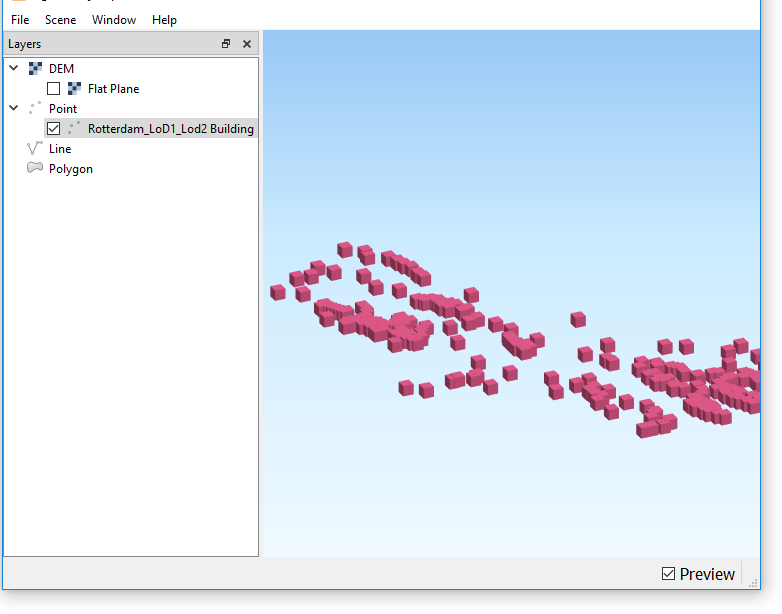 File Scene Window Help
Layers
DEM
Flat Plane
Point
Rotterdam_LoD1_Lod2 Building
Line
Polygon
Preview